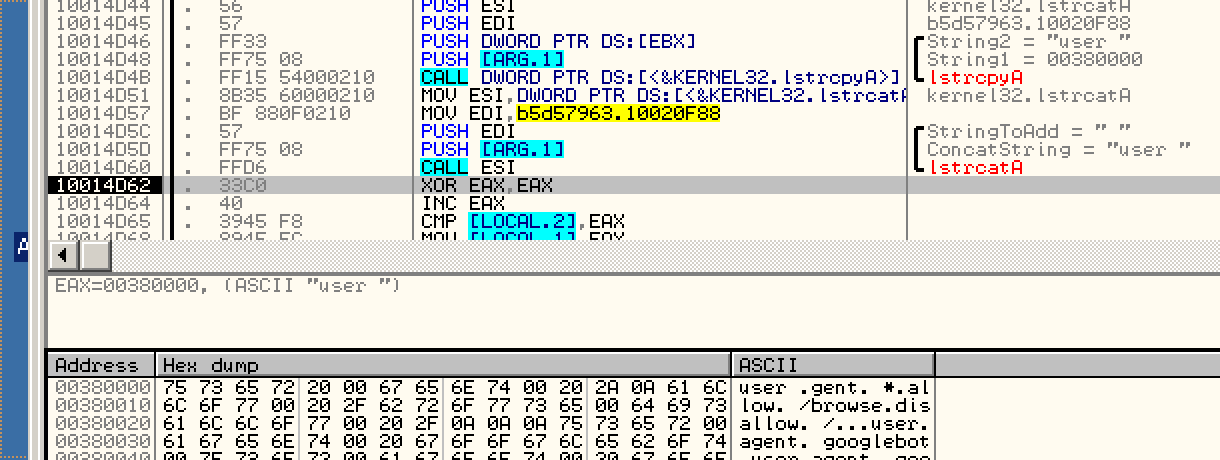 10014D44 . 56 PUSH ESI kernel32.lstrcatA
10014D45 . 57 PUSH EDI b5d57963.10020F88
10014D46 . FF33 PUSH DWORD PTR DS:[EBX] String2 = "user "
10014D48 . FF75 08 PUSH [ARG.1] String1 = 00380000
10014D4B . FF15 54000210 CALL DWORD PTR DS:[<&KERNEL32.lstrcpyA>] lstrcpyA
10014D51 . 8B35 60000210 MOV ESI,DWORD PTR DS:[<&KERNEL32.lstrcatA kernel32.lstrcatA
10014D57 . BF 880F0210 MOV EDI,b5d57963.10020F88
10014D5C . 57 PUSH EDI StringToAdd = " "
10014D5D . FF75 08 PUSH [ARG.1] ConcatString = "user "
10014D60 . FFD6 CALL ESI lstrcatA
10014D62 . 33C0 XOR EAX,EAX
10014D64 . 40 INC EAX
10014D65 . 3945 F8 CMP [LOCAL.2],EAX
10014D68 . 8945 FC MOV [LOCAL.1],EAX
A
EAX=00380000, (ASCII "user ")
Address Hex dump ASCII
00380000 75 73 65 72 20 00 67 65 6E 74 00 20 2A 0A 61 6C user .gent. *.al
00380010 6C 6F 77 00 20 2F 62 72 6F 77 73 65 00 64 69 73 low. /browse.dis
00380020 61 6C 6C 6F 77 00 20 2F 0A 0A 0A 75 73 65 72 00 allow. /...user.
00380030 61 67 65 6E 74 00 20 67 6F 6F 67 6C 65 62 6F 74 agent. googlebot